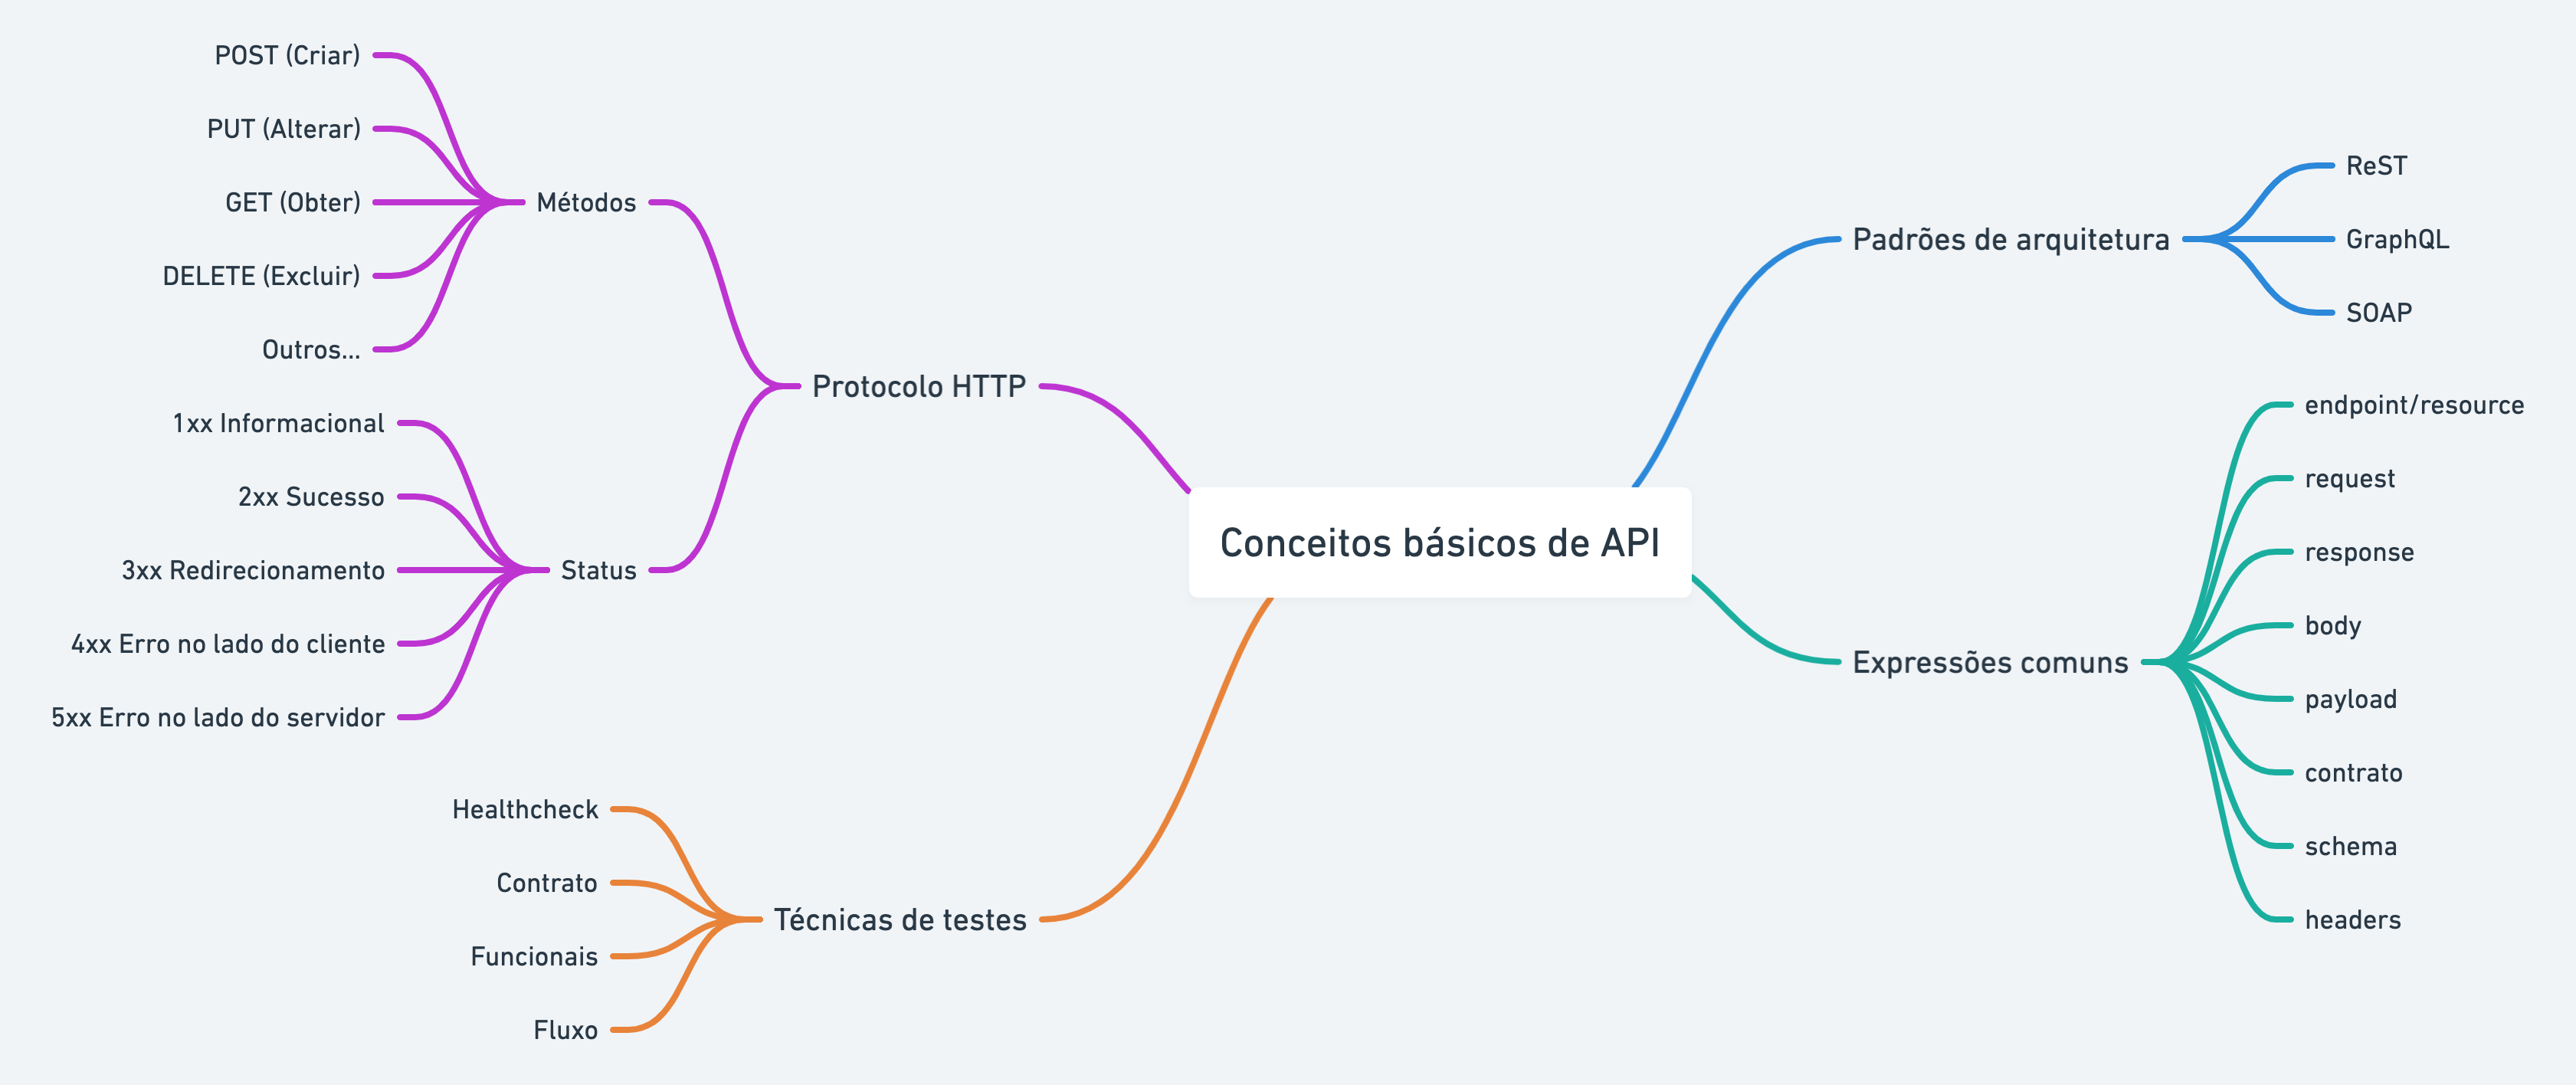 Conceitos básicos de API
Protocolo HTTP
Métodos
POST (Criar)
PUT (Alterar)
GET (Obter)
DELETE (Excluir)
Outros...
Status
1xx Informacional
2xx Sucesso
3xx Redirecionamento
4xx Erro no lado do cliente
5xx Erro no lado do servidor
Técnicas de testes
Healthcheck
Contrato
Funcionais
Fluxo
Padrões de arquitetura
ReST
GraphQL
SOAP
Expressões comuns
endpoint/resource
request
response
body
payload
contrato
schema
headers